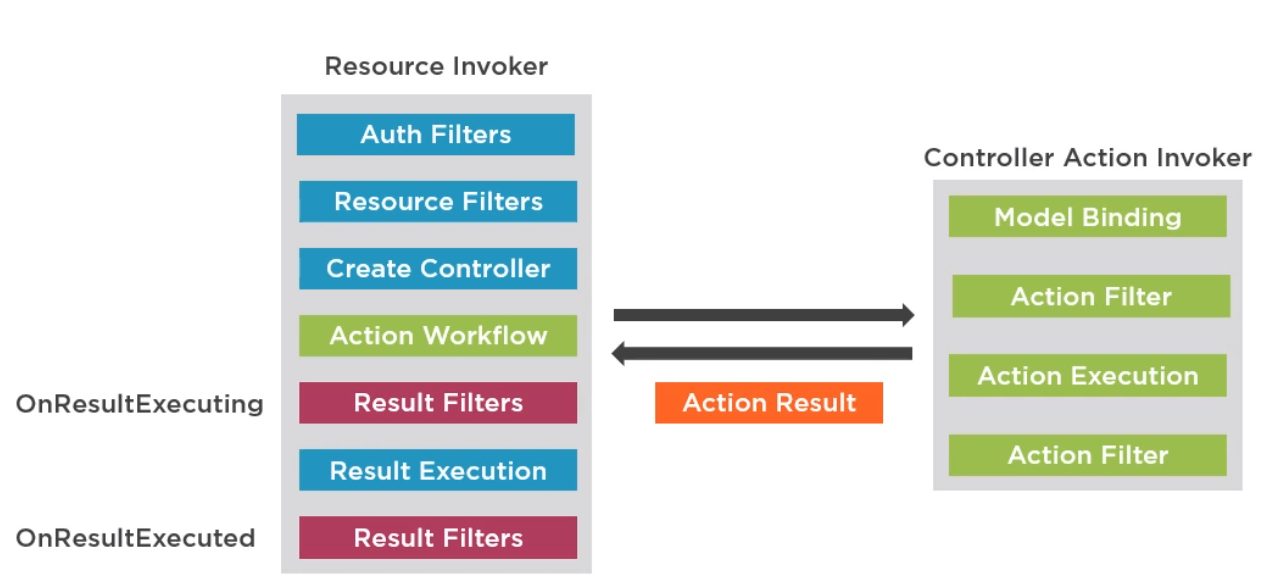 Resource Invoker
Auth Filters
Resource Filters
Create Controller
Action Workflow
OnResultExecuting
Result Filters
Result Execution
OnResultExecuted
Result Filters
Action Result
Controller Action Invoker
Model Binding
Action Filter
Action Execution
Action Filter